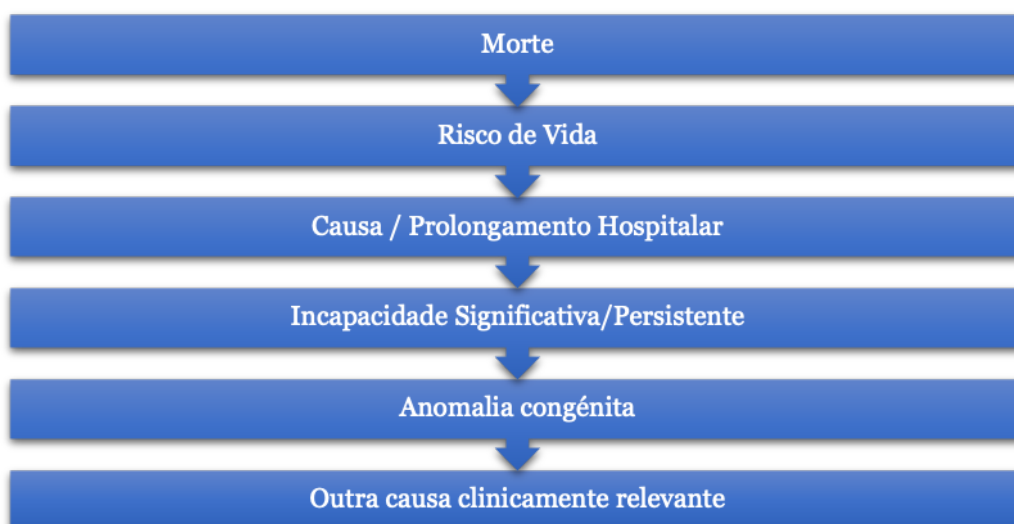 Morte
Risco de Vida
Causa / Prolongamento Hospitalar
Incapacidade Significativa/Persistente
Anomalia congénita
Outra causa clinicamente relevante